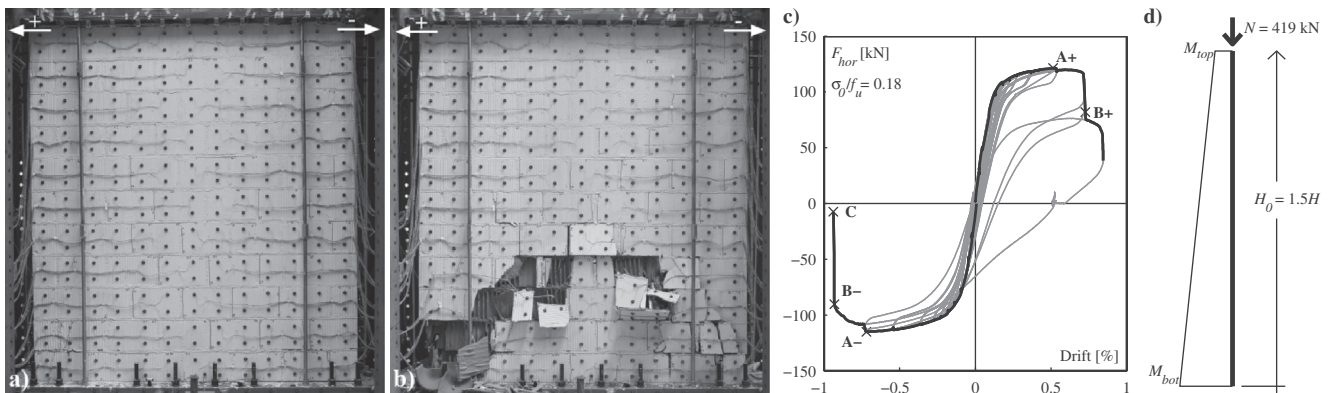 +
-
a)
+
-
b)
c)
F_hor [kN]
σ_0/f_u = 0.18
150
100
50
0
−50
−100
−150
-1
-0.5
0
0.5
1
Drift [%]
A+
B+
C
B−
A−
d)
N = 419 kN
M_top
H_0 = 1.5H
M_bot